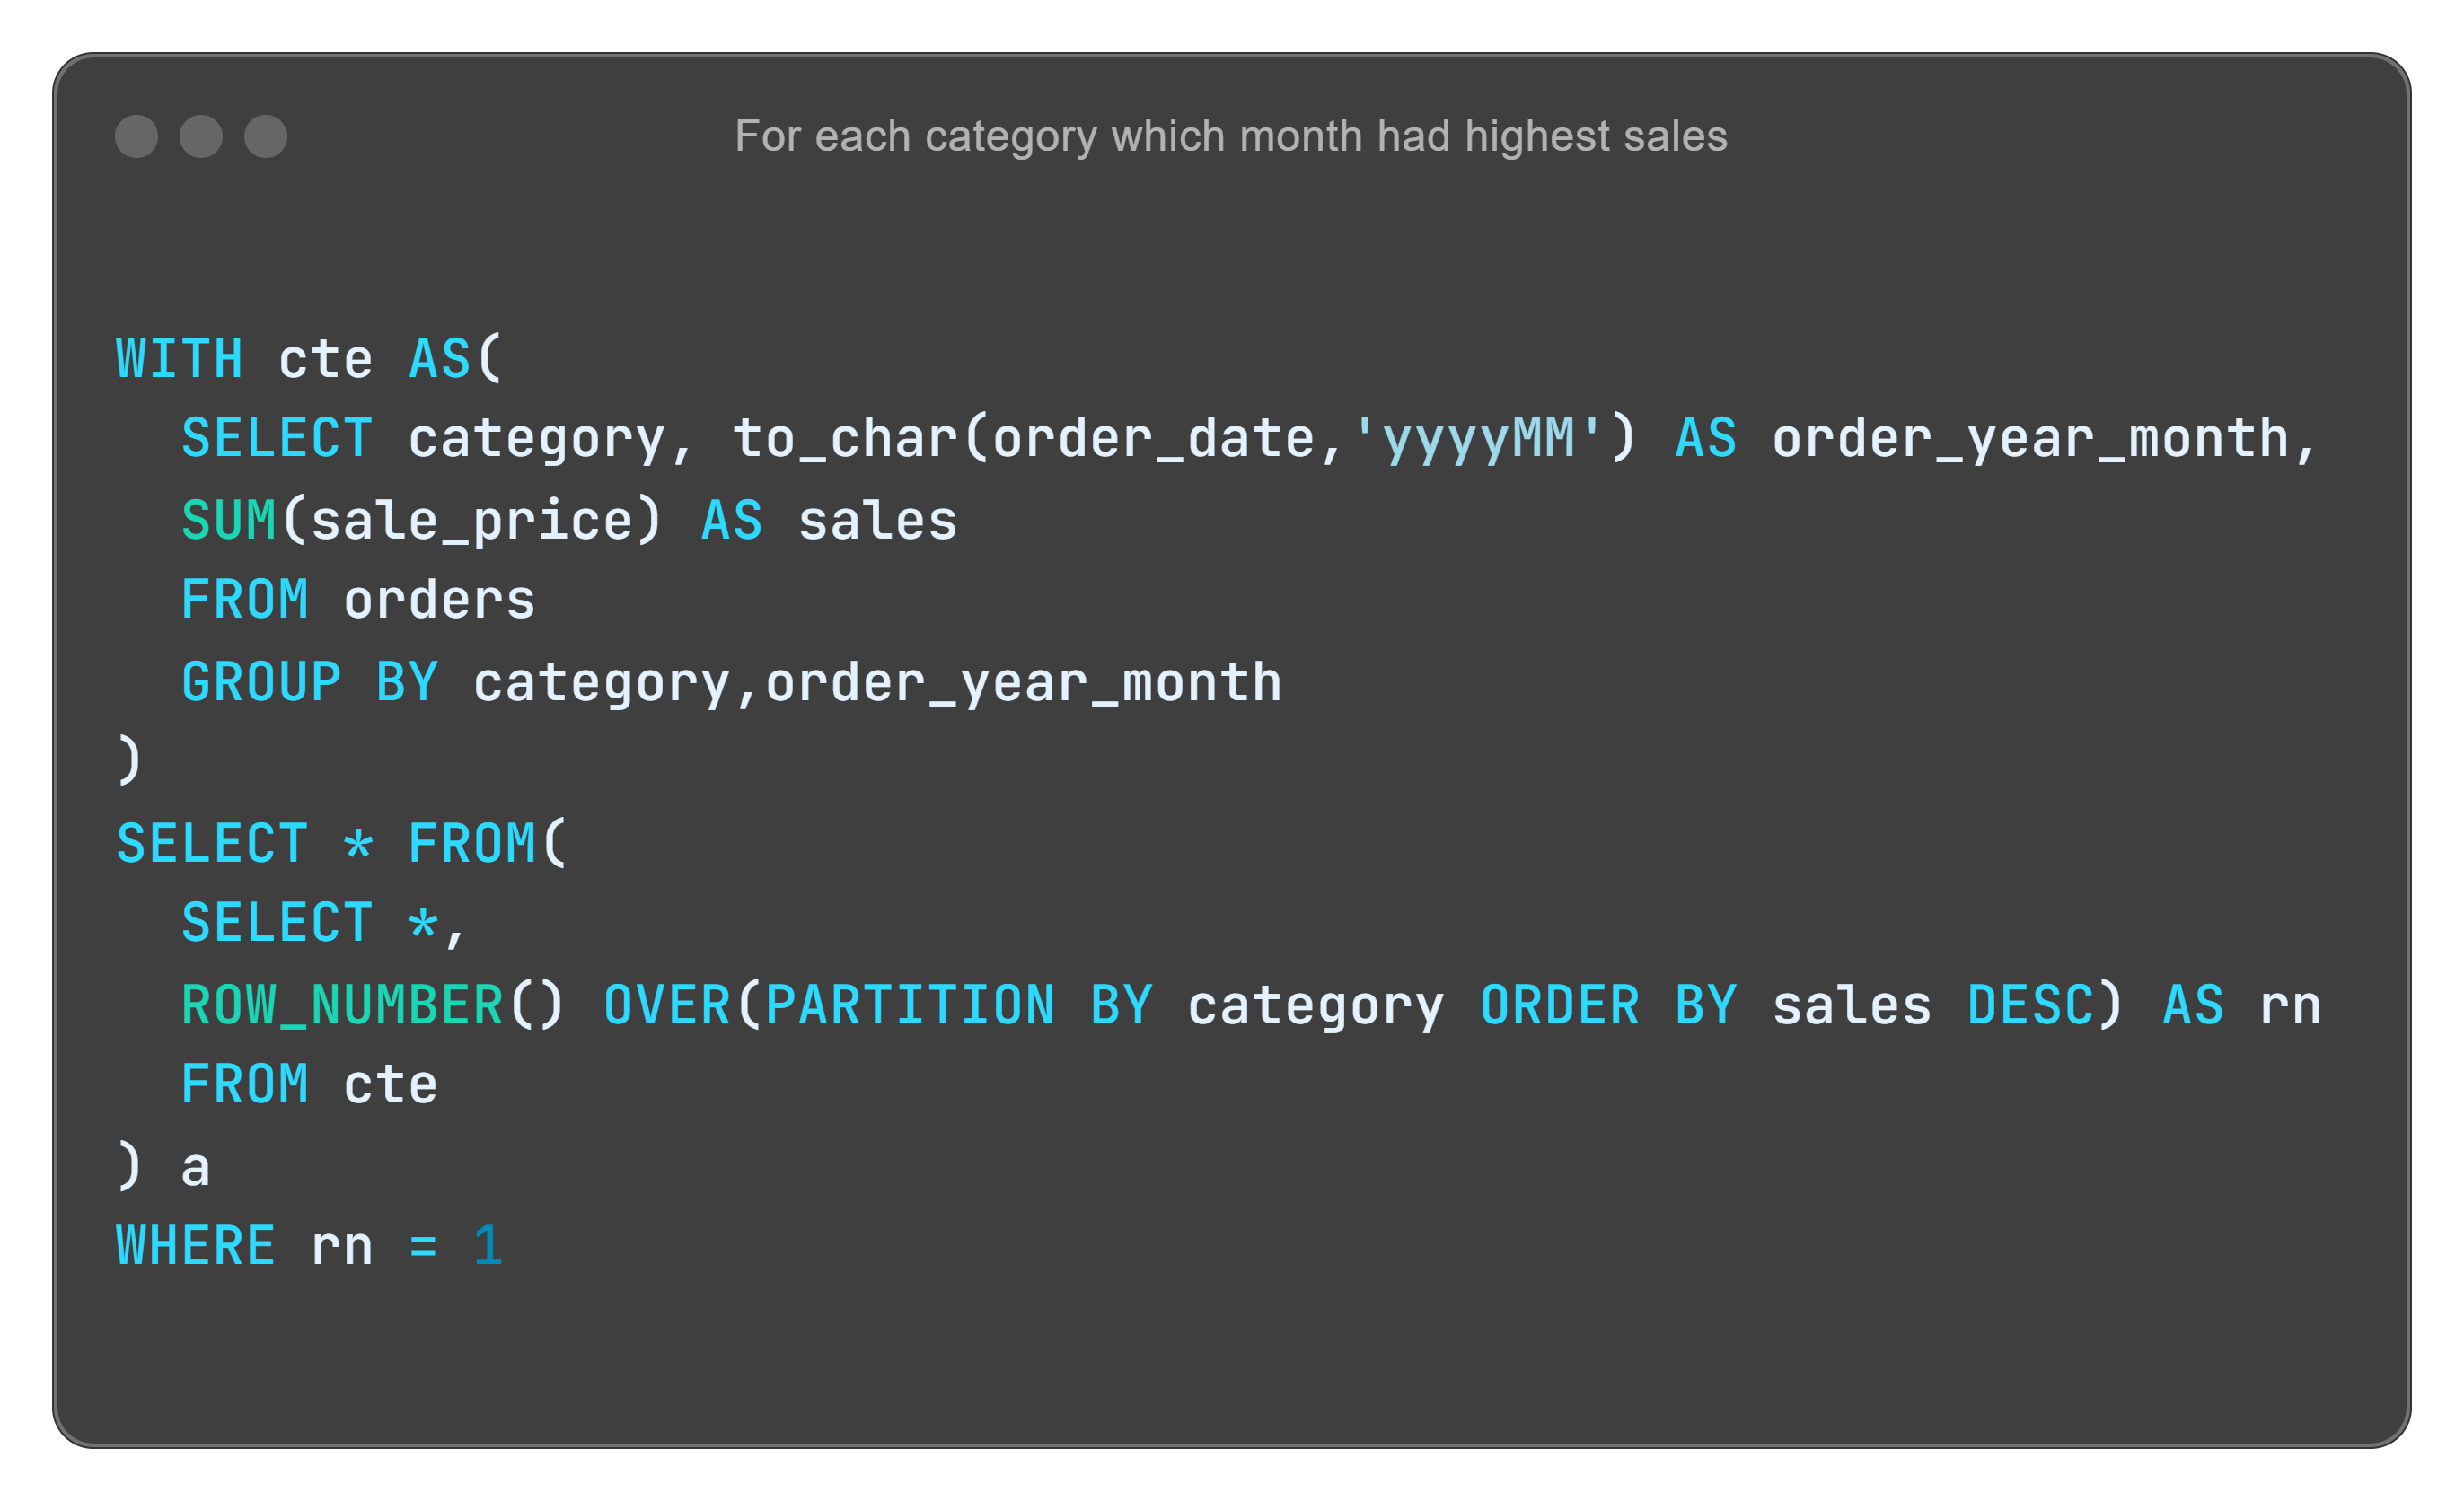 For each category which month had highest sales
WITH cte AS(
  SELECT category, to_char(order_date,'yyyyMM') AS order_year_month,
  SUM(sale_price) AS sales
  FROM orders
  GROUP BY category,order_year_month
)
SELECT * FROM(
  SELECT *,
  ROW_NUMBER() OVER(PARTITION BY category ORDER BY sales DESC) AS rn
  FROM cte
) a
WHERE rn = 1